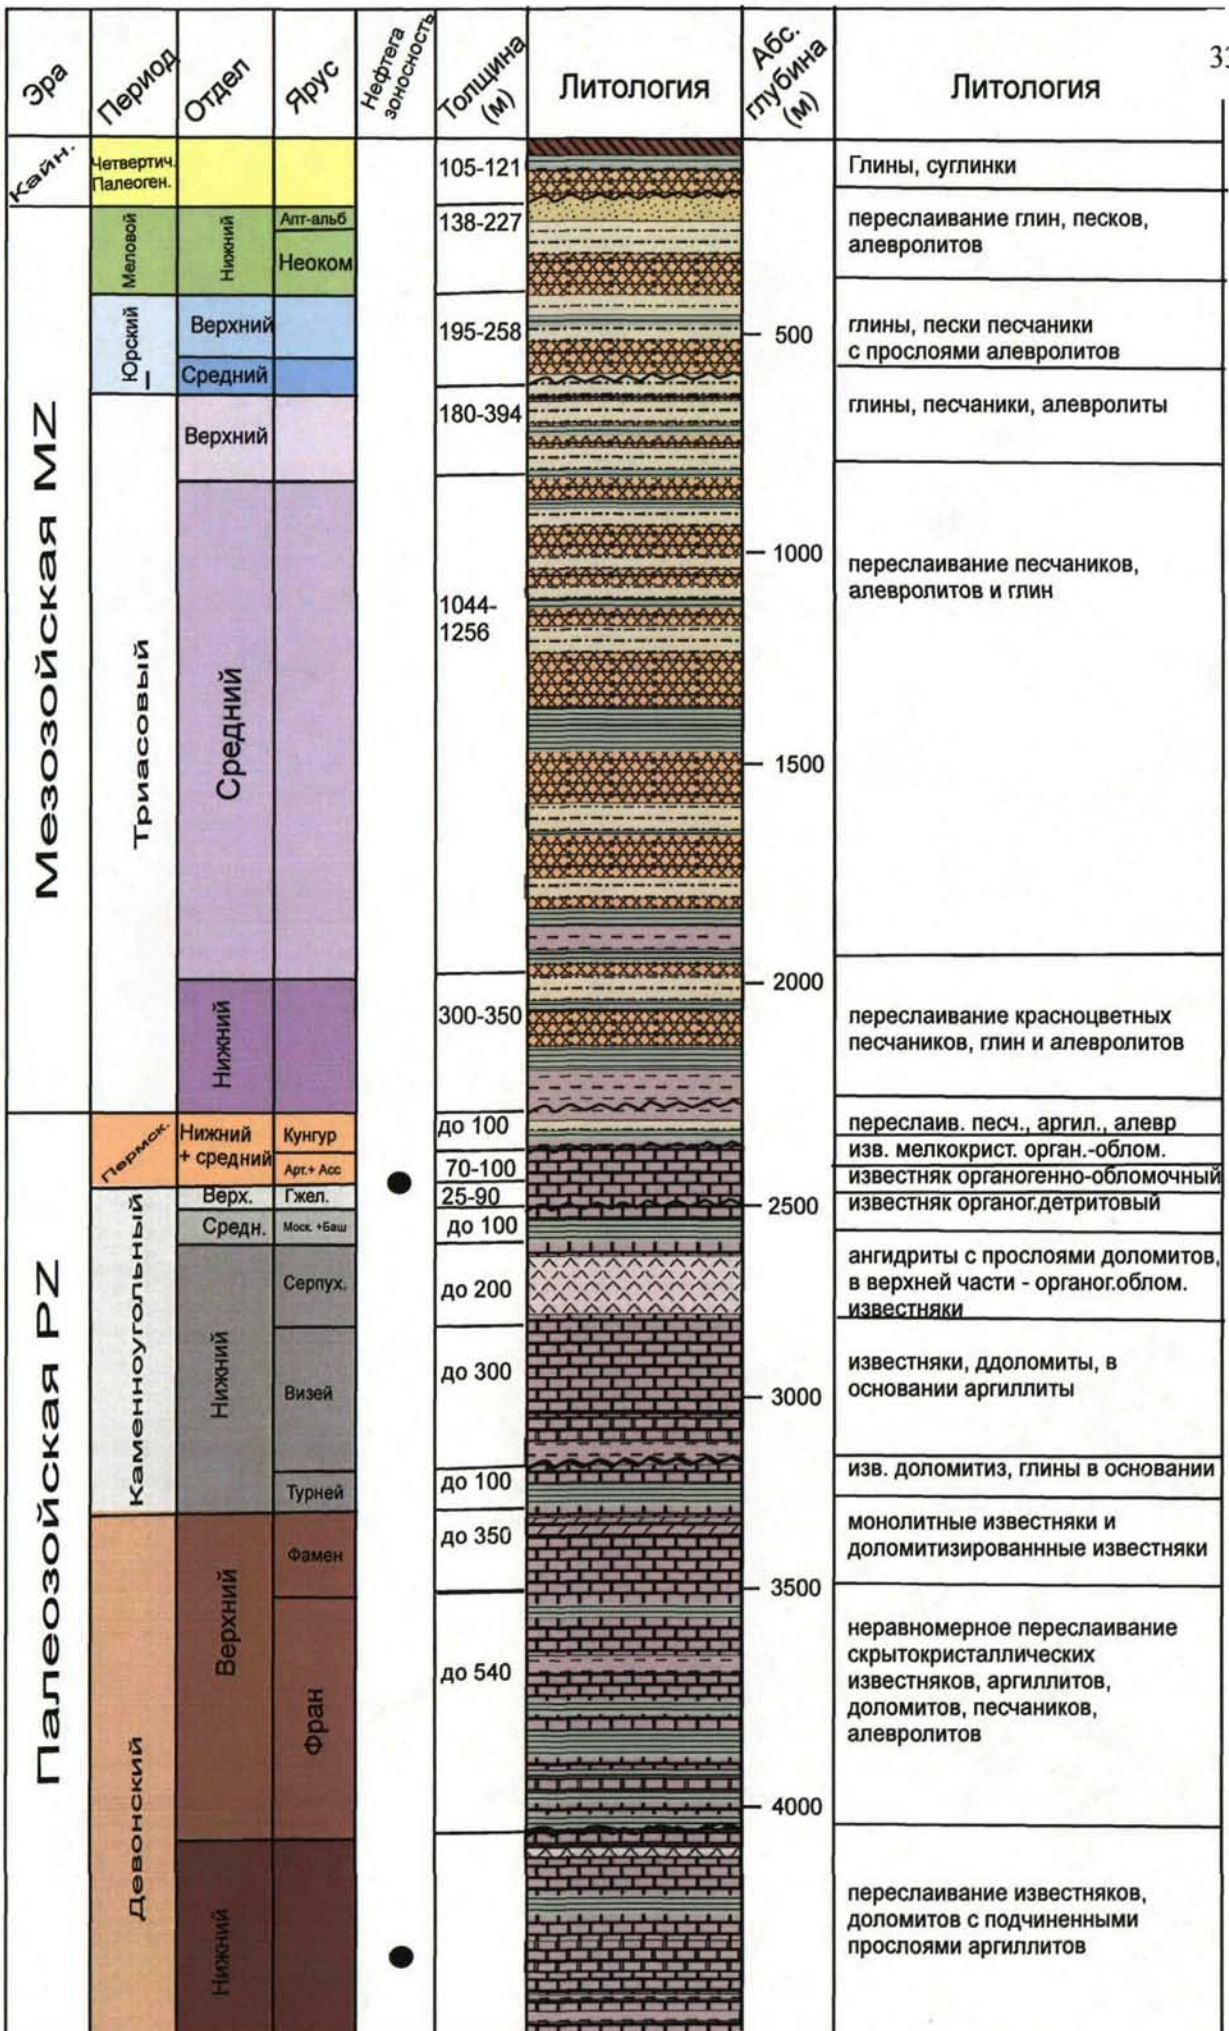 Эра
Период
Отдел
Ярус
Нефтега
зоносность
Толщина
(м)
Литология
Абс.
глубина
(м)
Литология
Кайн.
Четвертич.
Палеоген.
105-121
Глины, суглинки
Мезозойская MZ
Меловой
Нижний
Апт-альб
Неоком
138-227
переслаивание глин, песков,
алевролитов
Юрский
Верхний
Средний
195-258
500
глины, пески песчаники
с прослоями алевролитов
Триасовый
Верхний
180-394
глины, песчаники, алевролиты
Средний
1044-
1256
1000
1500
переслаивание песчаников,
алевролитов и глин
Нижний
300-350
2000
переслаивание красноцветных
песчаников, глин и алевролитов
Палеозойская PZ
Пермск.
Нижний
+ средний
Кунгур
до 100
переслаив. песч., аргил., алевр
Арт.+ Асс
70-100
изв. мелкокрист. орган.-облом.
Каменноугольный
Верх.
Гжел.
25-90
известняк органогенно-обломочный
2500
Средн.
Моск. +Баш
до 100
известняк органог.детритовый
Нижний
Серпух.
до 200
ангидриты с прослоями доломитов,
в верхней части - органог.облом.
известняки
Визей
до 300
3000
известняки, ддоломиты, в
основании аргиллиты
Турней
до 100
изв. доломитиз, глины в основании
Девонский
Верхний
Фамен
до 350
монолитные известняки и
доломитизированнные известняки
3500
Фран
до 540
неравномерное переслаивание
скрытокристаллических
известняков, аргиллитов,
доломитов, песчаников,
алевролитов
4000
Нижний
переслаивание известняков,
доломитов с подчиненными
прослоями аргиллитов